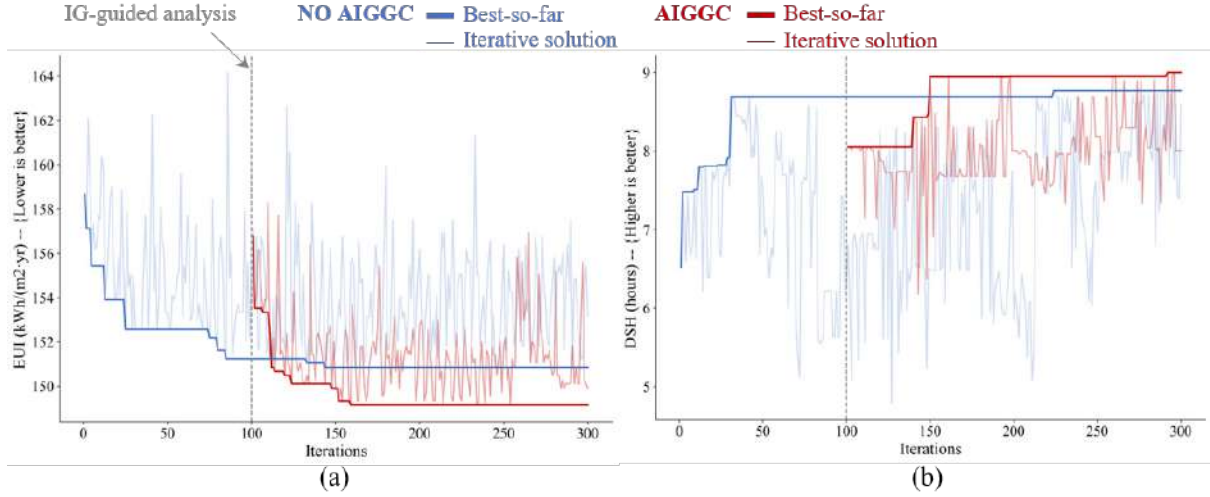 IG-guided analysis NO AIGGC Best-so-far AIGGC Best-so-far
Iterative solution Iterative solution
EUI (kWh/(m2·yr) -- {Lower is better}
164
162
160
158
156
154
152
150
0 50 100 150 200 250 300
Iterations
(a)
DSH (hours) -- {Higher is better}
9
8
7
6
5
0 50 100 150 200 250 300
Iterations
(b)